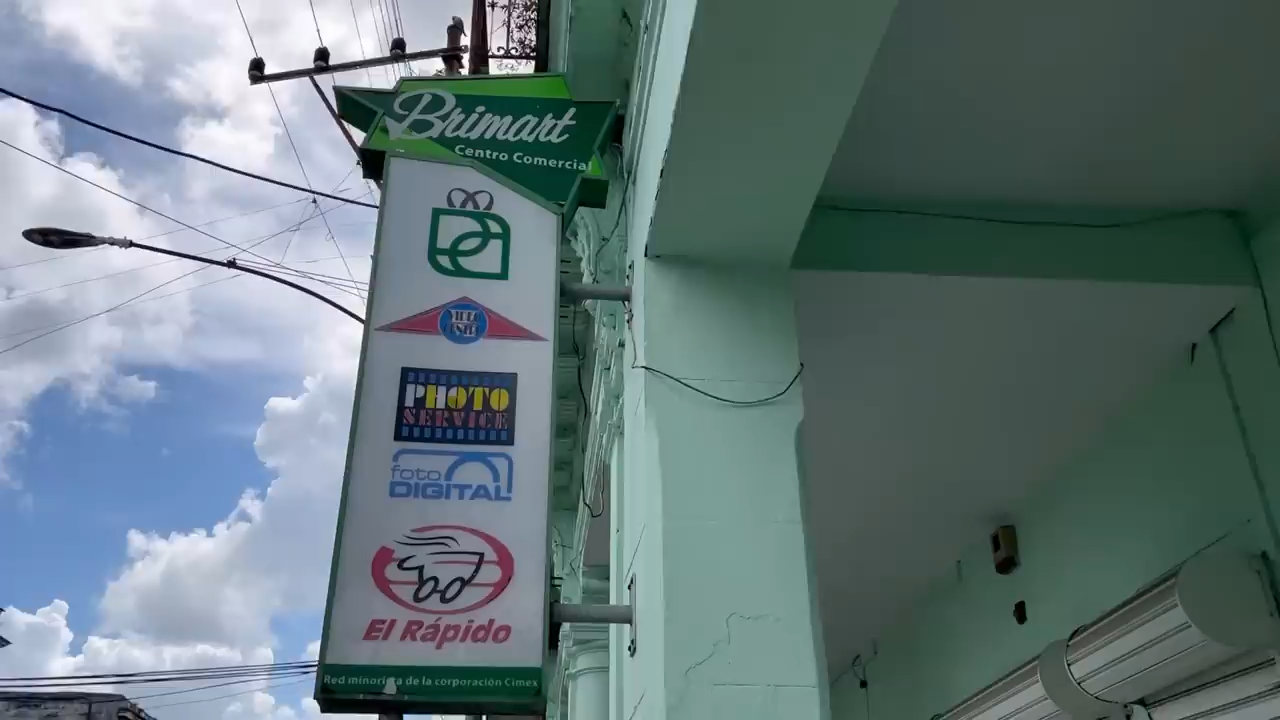 Brimart
Centro Comercial
PHOTO
SERVICE
foto
DIGITAL
El Rápido
Red minorista de la corporación Cimex